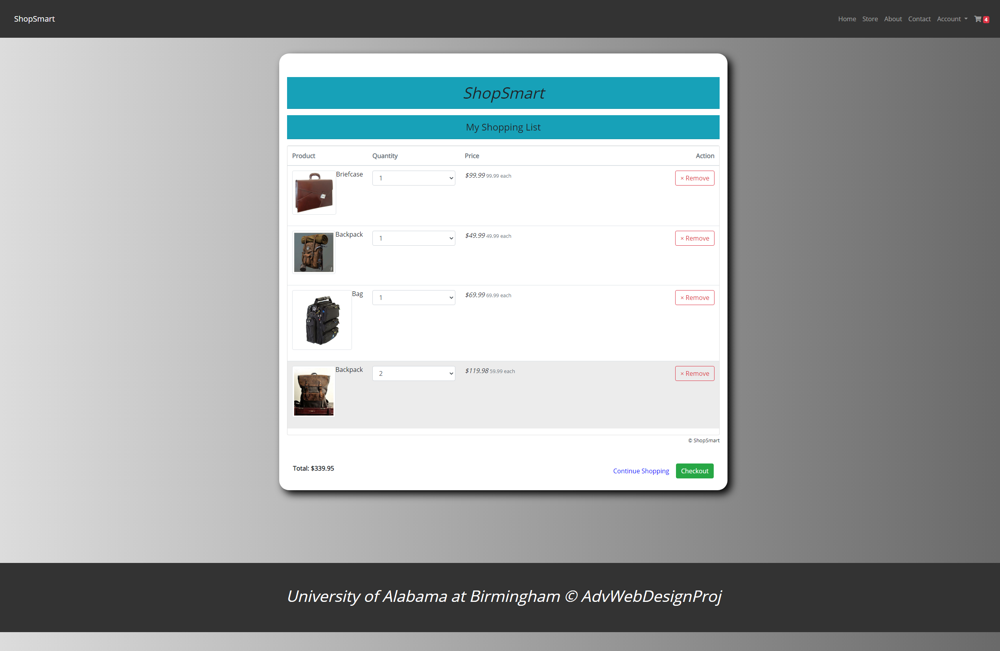 ShopSmart
Home Store About Contact Account 4
ShopSmart
My Shopping List
Product Quantity Price Action
Briefcase 1 $99.99 99.99 each × Remove
Backpack 1 $49.99 49.99 each × Remove
Bag 1 $69.99 69.99 each × Remove
Backpack 2 $119.98 59.99 each × Remove
© ShopSmart
Total: $339.95 Continue Shopping Checkout
University of Alabama at Birmingham © AdvWebDesignProj